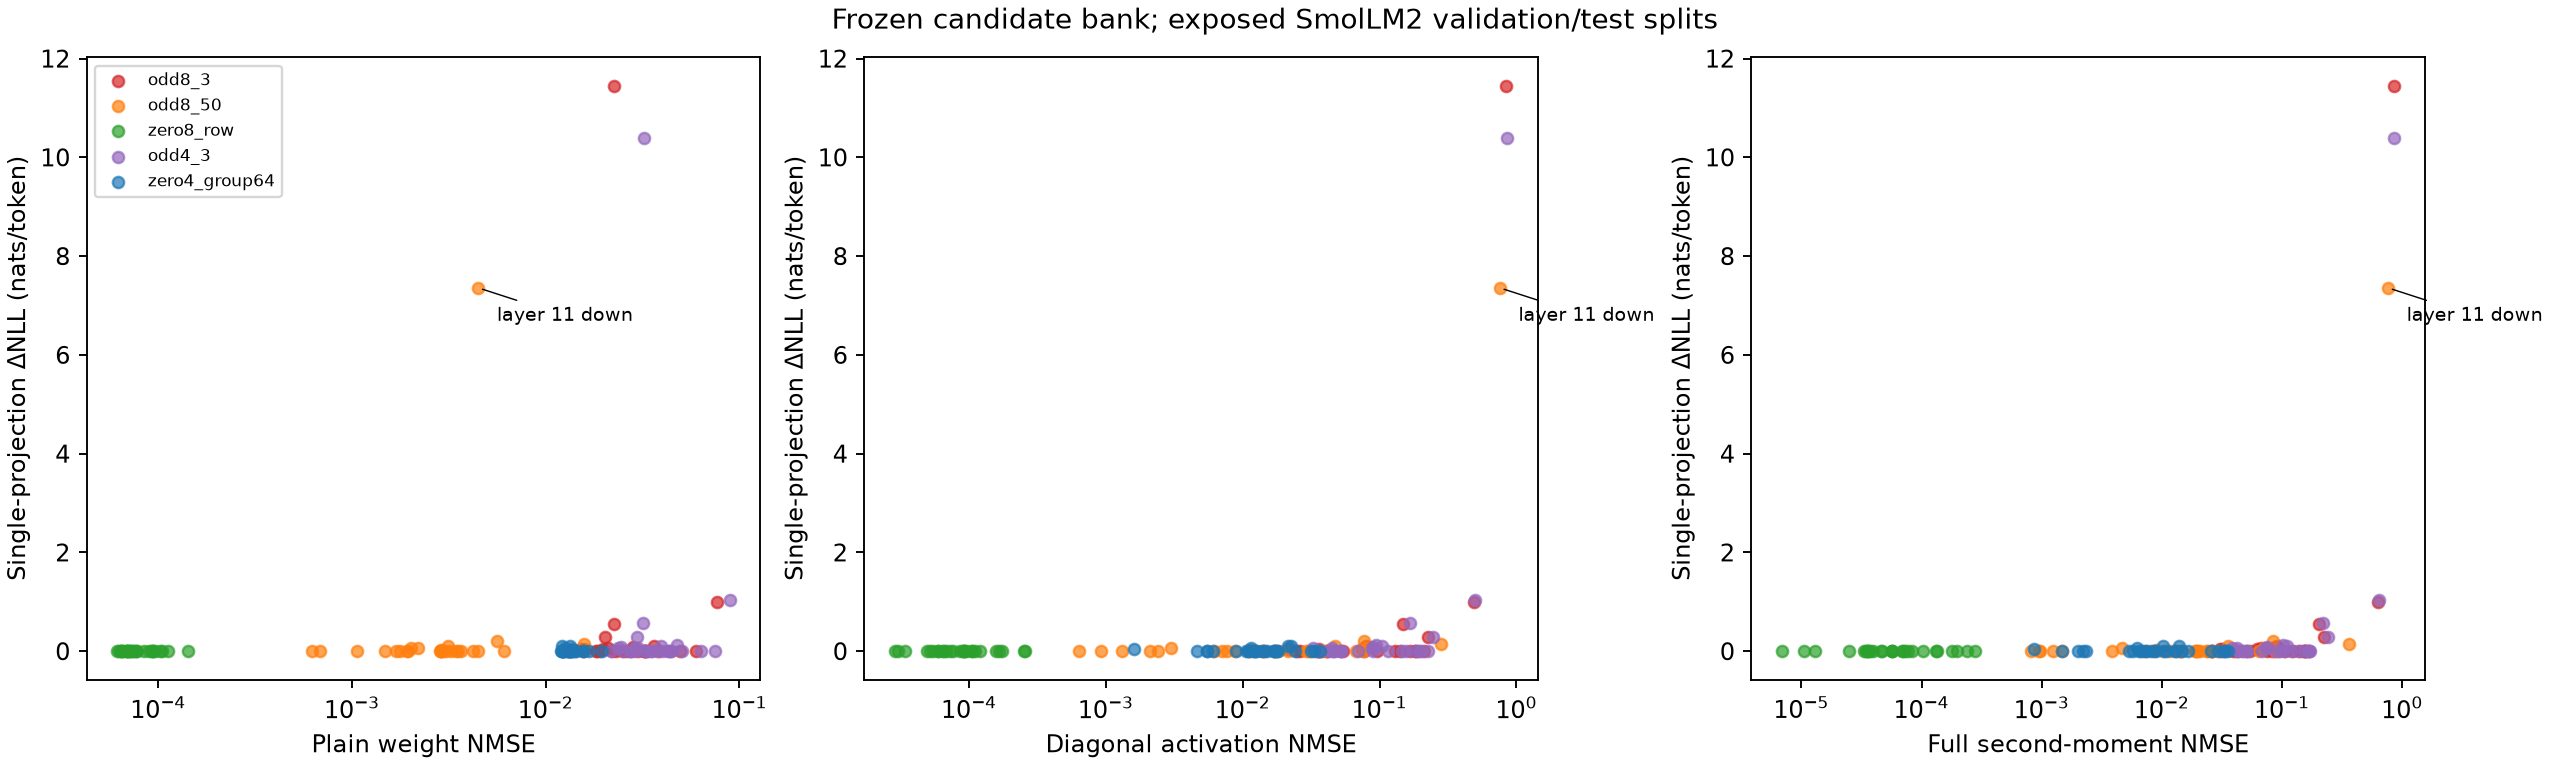 Frozen candidate bank; exposed SmolLM2 validation/test splits
Single-projection ΔNLL (nats/token)
12
10
8
6
4
2
0
odd8_3
odd8_50
zero8_row
odd4_3
zero4_group64
layer 11 down
10⁻⁴
10⁻³
10⁻²
10⁻¹
Plain weight NMSE
Single-projection ΔNLL (nats/token)
12
10
8
6
4
2
0
layer 11 down
10⁻⁴
10⁻³
10⁻²
10⁻¹
10⁰
Diagonal activation NMSE
Single-projection ΔNLL (nats/token)
12
10
8
6
4
2
0
layer 11 down
10⁻⁵
10⁻⁴
10⁻³
10⁻²
10⁻¹
10⁰
Full second-moment NMSE